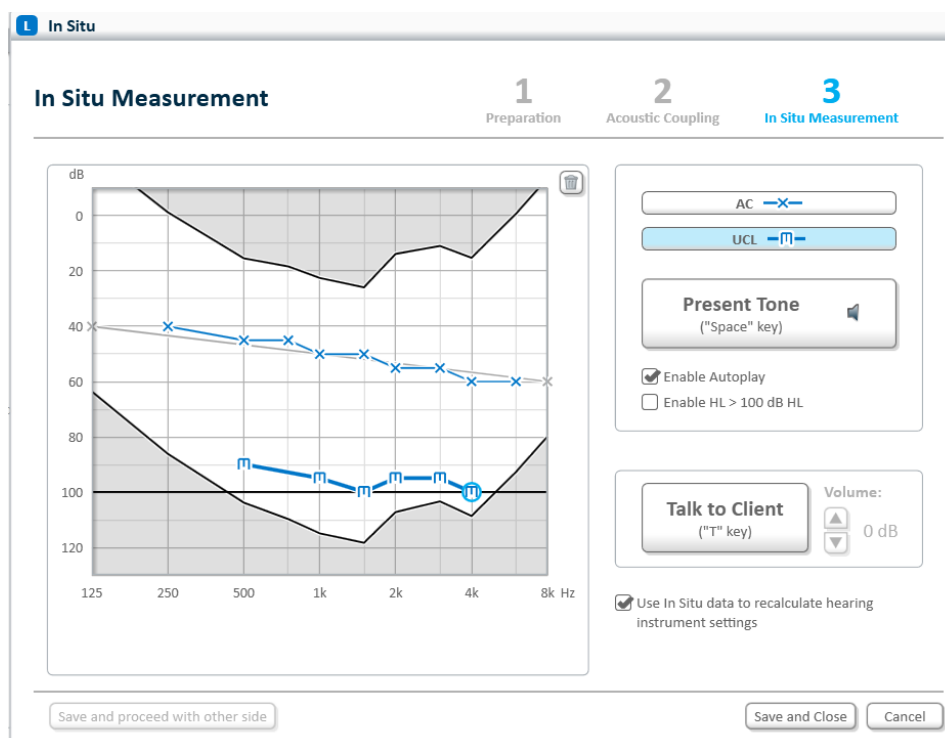 L In Situ
In Situ Measurement
1
Preparation
2
Acoustic Coupling
3
In Situ Measurement
dB
0
20
40
60
80
100
120
125 250 500 1k 2k 4k 8k Hz
AC
UCL
Present Tone
("Space" key)
Enable Autoplay
Enable HL > 100 dB HL
Talk to Client
("T" key)
Volume:
0 dB
Use In Situ data to recalculate hearing
instrument settings
Save and proceed with other side
Save and Close
Cancel